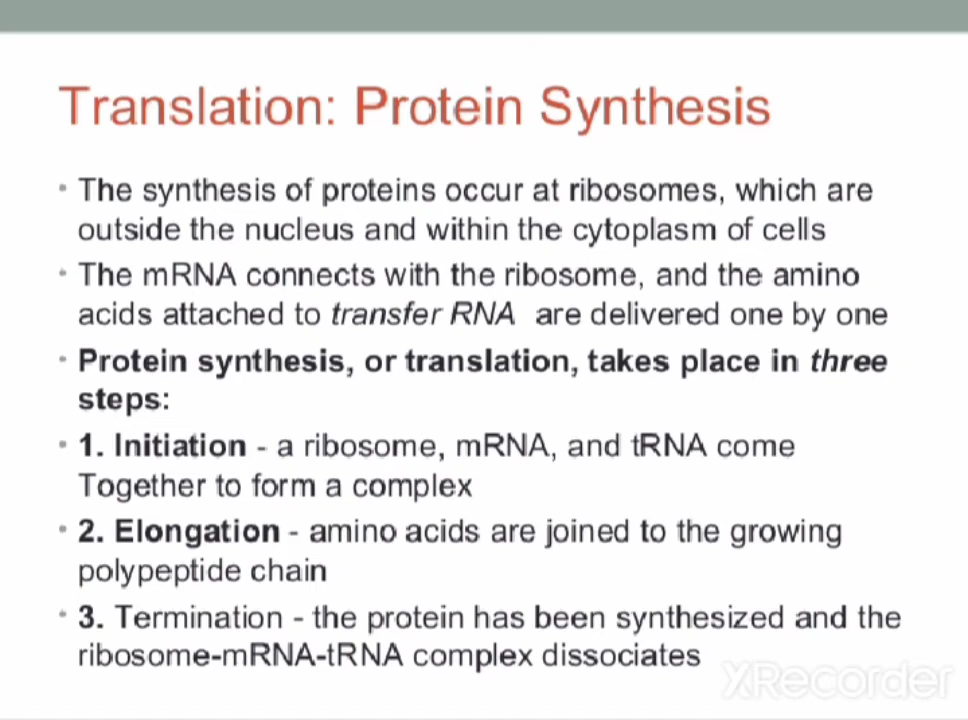 Translation: Protein Synthesis
• The synthesis of proteins occur at ribosomes, which are
outside the nucleus and within the cytoplasm of cells
• The mRNA connects with the ribosome, and the amino
acids attached to transfer RNA are delivered one by one
• Protein synthesis, or translation, takes place in three
steps:
• 1. Initiation - a ribosome, mRNA, and tRNA come
Together to form a complex
• 2. Elongation - amino acids are joined to the growing
polypeptide chain
• 3. Termination - the protein has been synthesized and the
ribosome-mRNA-tRNA complex dissociates
XRecorder